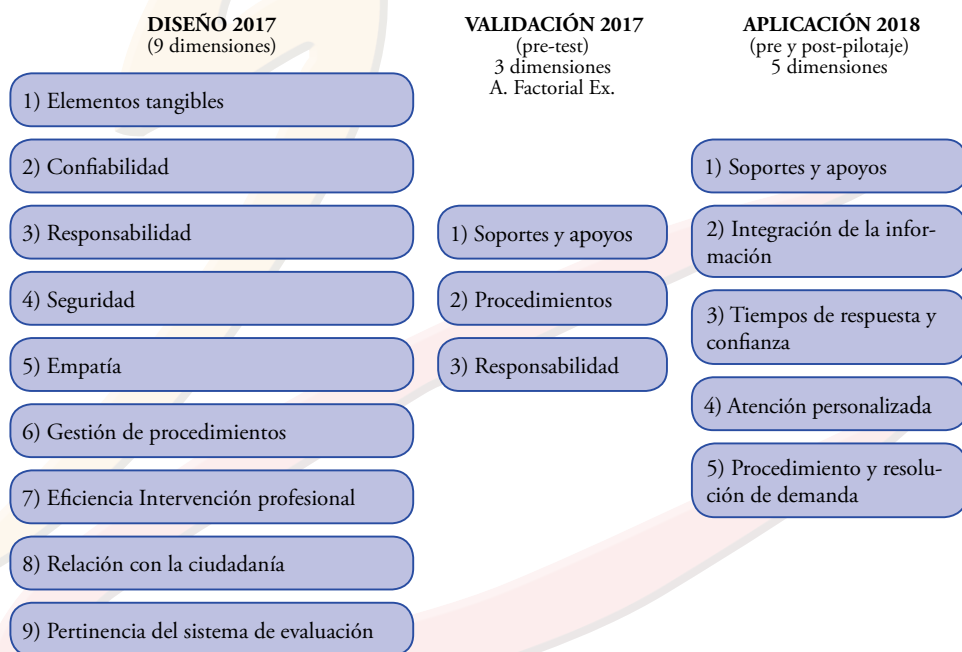 DISEÑO 2017
(9 dimensiones)
1) Elementos tangibles
2) Confiabilidad
3) Responsabilidad
4) Seguridad
5) Empatía
6) Gestión de procedimientos
7) Eficiencia Intervención profesional
8) Relación con la ciudadanía
9) Pertinencia del sistema de evaluación
VALIDACIÓN 2017
(pre-test)
3 dimensiones
A. Factorial Ex.
1) Soportes y apoyos
2) Procedimientos
3) Responsabilidad
APLICACIÓN 2018
(pre y post-pilotaje)
5 dimensiones
1) Soportes y apoyos
2) Integración de la infor-
mación
3) Tiempos de respuesta y
confianza
4) Atención personalizada
5) Procedimiento y resolu-
ción de demanda